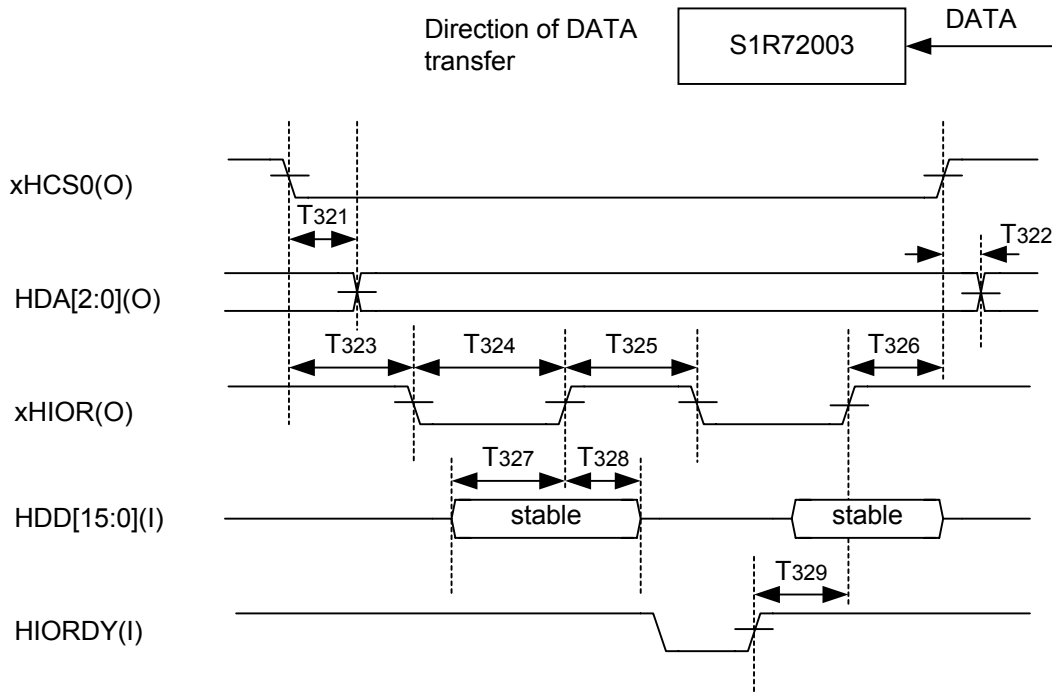 Direction of DATA
transfer
S1R72003
DATA
xHCS0(O)
T321
T322
HDA[2:0](O)
T323
T324
T325
T326
xHIOR(O)
T327
T328
HDD[15:0](I)
stable
stable
T329
HIORDY(I)